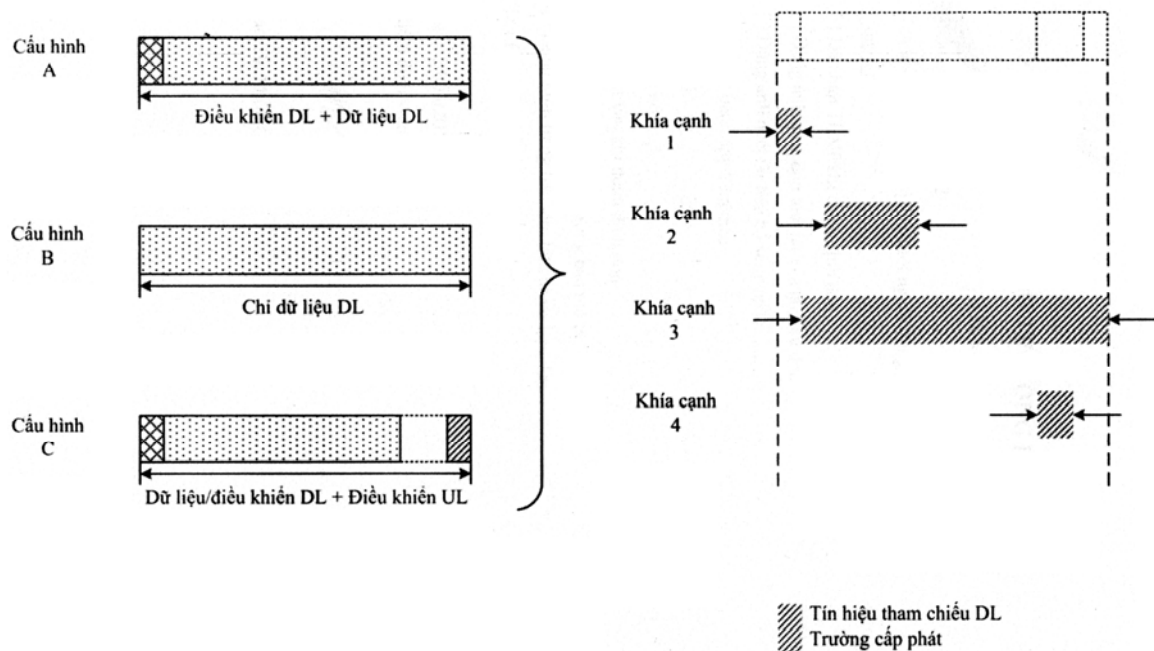 Cấu hình
A
Điều khiển DL + Dữ liệu DL
Cấu hình
B
Chỉ dữ liệu DL
Cấu hình
C
Dữ liệu/điều khiển DL + Điều khiển UL
Khía cạnh
1
Khía cạnh
2
Khía cạnh
3
Khía cạnh
4
Tín hiệu tham chiếu DL
Trường cấp phát